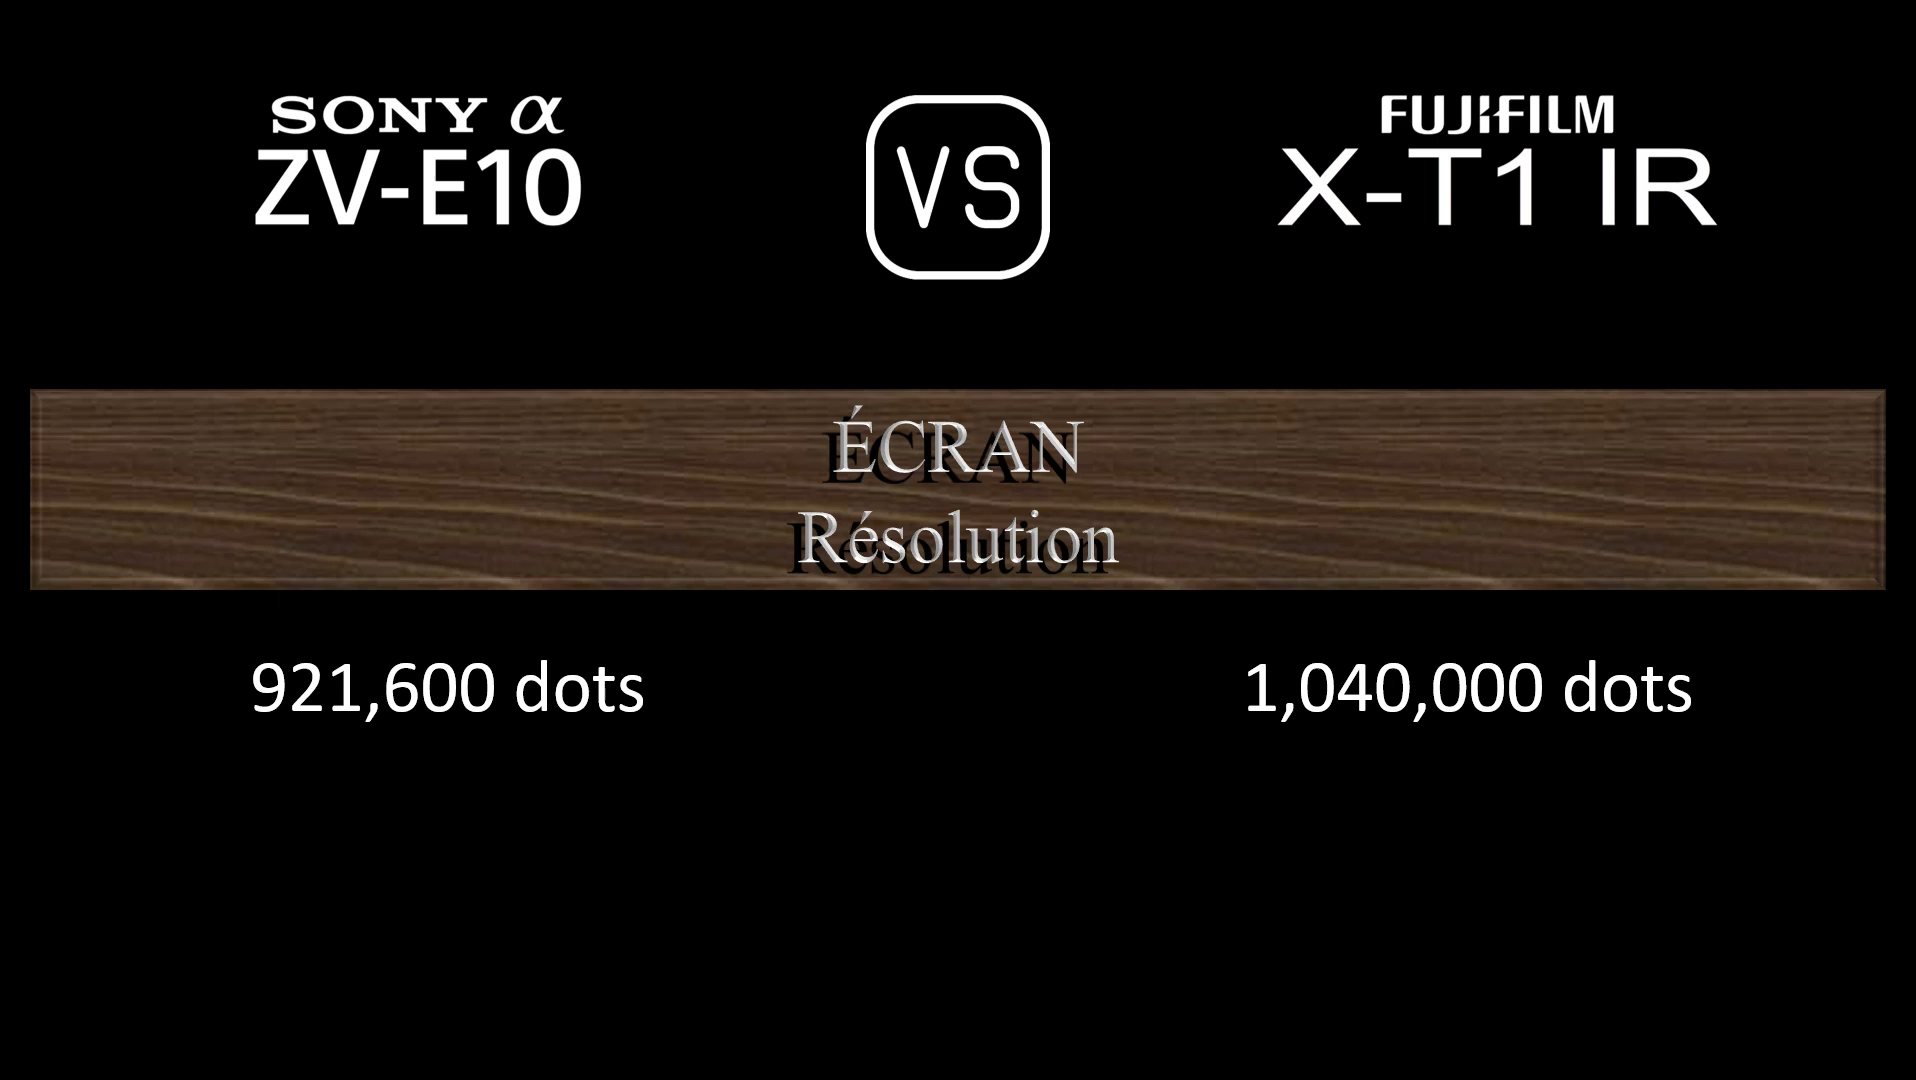 SONY α
ZV-E10
VS
FUJIFILM
X-T1 IR
ÉCRAN
Résolution
921,600 dots
1,040,000 dots